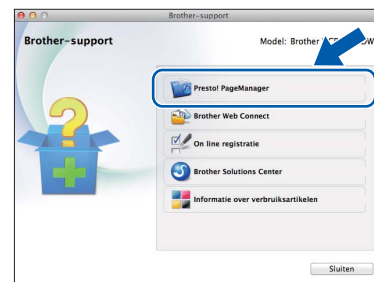 Brother-support
Brother-support
Model: Brother
Presto! PageManager
Brother Web Connect
On line registratie
Brother Solutions Center
Informatie over verbruiksartikelen
Sluiten